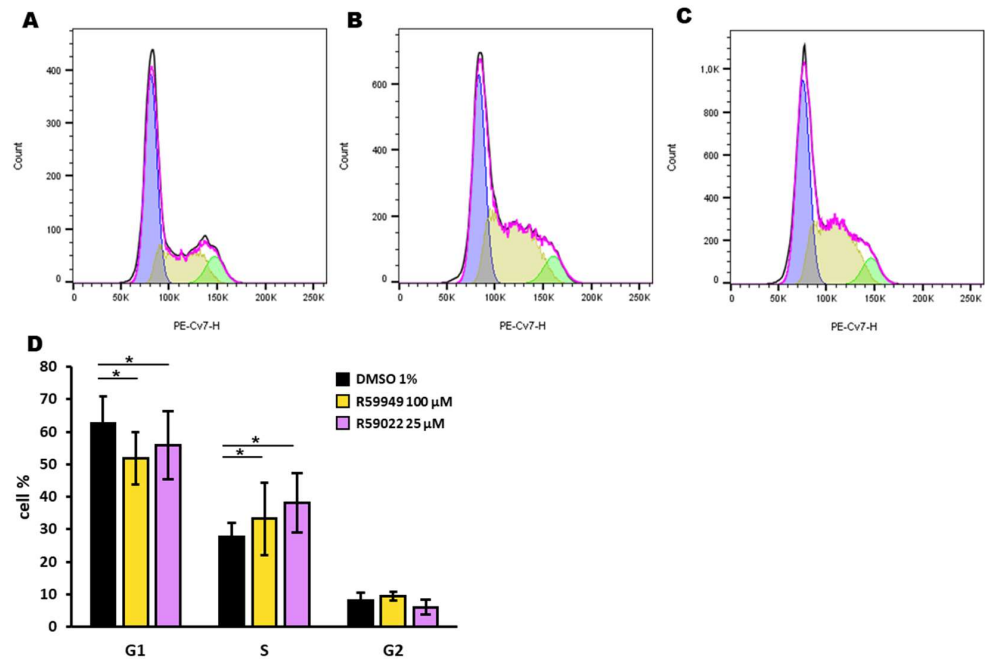 A
B
C
400
300
200
100
0
Count
0 50K 100K 150K 200K 250K
PE-Cy7-H
600
400
200
0
Count
0 50K 100K 150K 200K 250K
PE-Cy7-H
1,0K
800
600
400
200
0
Count
0 50K 100K 150K 200K 250K
PE-Cy7-H
D
80
70
60
50
40
30
20
10
0
cell %
*
*
*
*
DMSO 1%
R59949 100 µM
R59022 25 µM
G1 S G2